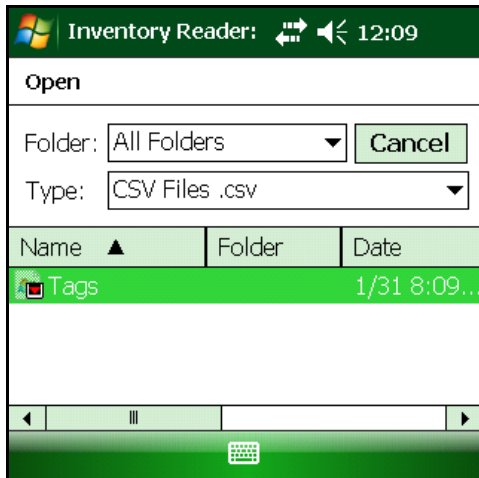 Inventory Reader: 12:09
Open
Folder: All Folders Cancel
Type: CSV Files .csv
Name Folder Date
Tags 1/31 8:09...